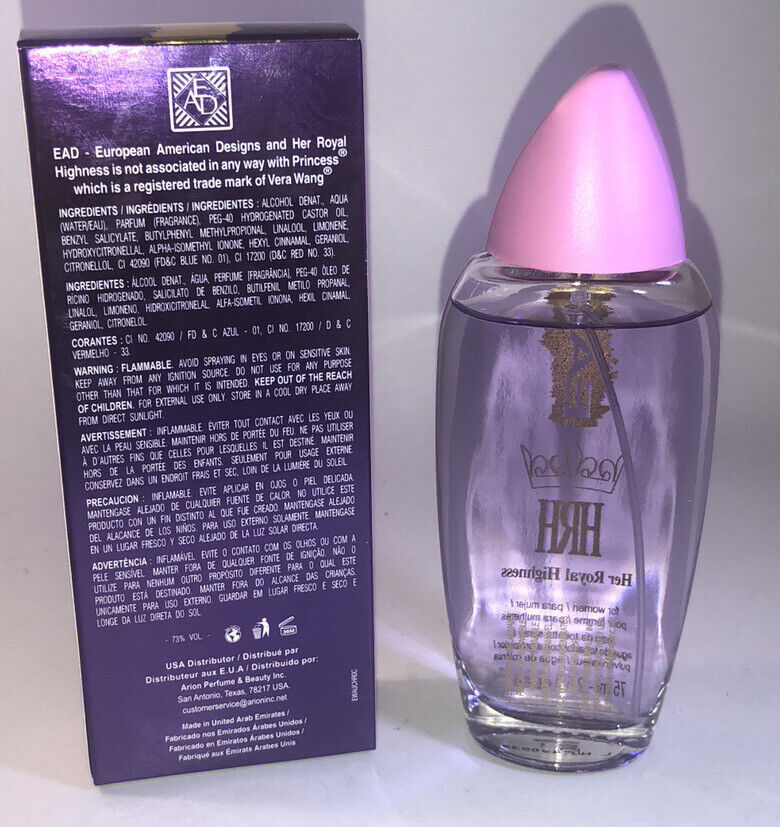 EAD
EAD - European American Designs and Her Royal
Highness is not associated in any way with Princess®
which is a registered trade mark of Vera Wang®
INGREDIENTS / INGRÉDIENTS / INGREDIENTES : ALCOHOL DENAT., AQUA
(WATER/EAU), PARFUM (FRAGRANCE), PEG-40 HYDROGENATED CASTOR OIL,
BENZYL SALICYLATE, BUTYLPHENYL METHYLPROPIONAL, LINALOOL, LIMONENE,
HYDROXYCITRONELLAL, ALPHA-ISOMETHYL IONONE, HEXYL CINNAMAL, GERANIOL,
CITRONELLOL, CI 42090 (FD&C BLUE NO. 01), CI 17200 (D&C RED NO. 33).
INGREDIENTES : ÁLCOOL DENAT., ÁGUA, PERFUME [FRAGRÂNCIA], PEG-40 ÓLEO DE
RÍCINO HIDROGENADO, SALICILATO DE BENZILO, BUTILFENIL METILO PROPANAL,
LINALOL, LIMONENO, HIDROXICITRONELAL, ALFA-ISOMETIL IONONA, HEXIL CINAMAL,
GERANIOL, CITRONELOL.
CORANTES : CI NO. 42090 / FD & C AZUL - 01, CI NO. 17200 / D & C
VERMELHO - 33.
WARNING : FLAMMABLE. AVOID SPRAYING IN EYES OR ON SENSITIVE SKIN.
KEEP AWAY FROM ANY IGNITION SOURCE. DO NOT USE FOR ANY PURPOSE
OTHER THAN THAT FOR WHICH IT IS INTENDED. KEEP OUT OF THE REACH
OF CHILDREN. FOR EXTERNAL USE ONLY. STORE IN A COOL DRY PLACE AWAY
FROM DIRECT SUNLIGHT.
AVERTISSEMENT : INFLAMMABLE. ÉVITER TOUT CONTACT AVEC LES YEUX OU
AVEC LA PEAU SENSIBLE. MAINTENIR HORS DE PORTÉE DU FEU. NE PAS UTILISER
À D'AUTRES FINS QUE CELLES POUR LESQUELLES IL EST DESTINÉ. MAINTENIR
HORS DE LA PORTÉE DES ENFANTS. SEULEMENT POUR USAGE EXTERNE.
CONSERVEZ DANS UN ENDROIT FRAIS ET SEC, LOIN DE LA LUMIÈRE DU SOLEIL.
PRECAUCION : INFLAMABLE. EVITE APLICAR EN OJOS O PIEL DELICADA.
MANTENGASE ALEJADO DE CUALQUIER FUENTE DE CALOR. NO UTILICE ESTE
PRODUCTO CON UN FIN DISTINTO AL QUE FUE CREADO. MANTENGASE ALEJADO
DEL ALACANCE DE LOS NIÑOS. PARA USO EXTERNO SOLAMENTE. MANTENGASE
EN UN LUGAR FRESCO Y SECO ALEJADO DE LA LUZ SOLAR DIRECTA.
ADVERTÊNCIA : INFLAMÁVEL. EVITE O CONTATO COM OS OLHOS OU COM A
PELE SENSÍVEL. MANTER FORA DE QUALQUER FONTE DE IGNIÇÃO. NÃO O
UTILIZE PARA NENHUM OUTRO PROPÓSITO DIFERENTE PARA O QUAL ESTE
PRODUTO ESTÁ DESTINADO. MANTER FORA DO ALCANCE DAS CRIANÇAS.
UNICAMENTE PARA USO EXTERNO. GUARDAR EM LUGAR FRESCO E SECO E
LONGE DA LUZ DIRETA DO SOL.
- 73% VOL. -
36M
USA Distributor / Distribué par
Distributeur aux E.U.A / Distribuido por:
Arion Perfume & Beauty Inc.
San Antonio, Texas, 78217 USA.
customerservice@arioninc.net
Made in United Arab Emirates /
Fabricado nos Emirados Árabes Unidos /
Fabricado en Emiratos Árabes Unidos /
Fabriqué aux Émirats Arabes Unis
EWAUCHROC
EAD
HRH
Her Royal Highness
for women / para mujer /
pour femme / para mulheres
eau de toilette spray /
75 m